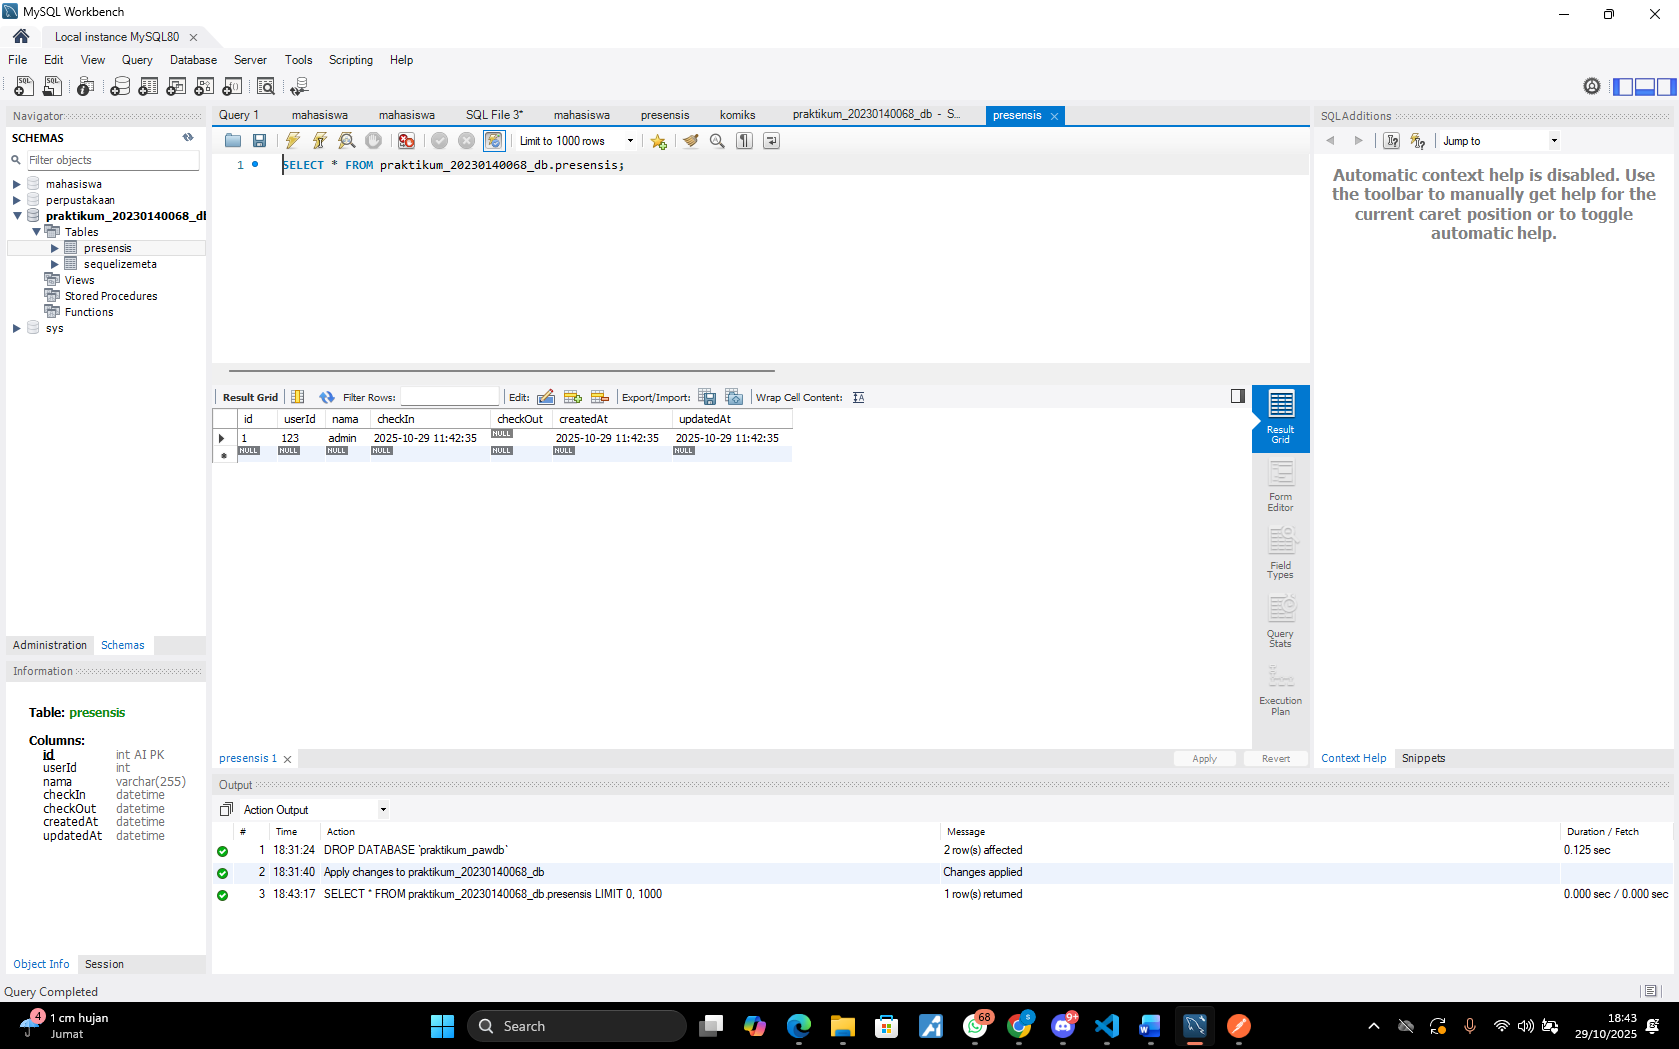 MySQL Workbench
Local instance MySQL80
File Edit View Query Database Server Tools Scripting Help
Navigator
SCHEMAS
Filter objects
mahasiswa
perpustakaan
praktikum_20230140068_dl
Tables
presensis
sequelizemeta
Views
Stored Procedures
Functions
sys
Administration Schemas
Information
Table: presensis
Columns:
id int AI PK
userId int
nama varchar(255)
checkIn datetime
checkOut datetime
createdAt datetime
updatedAt datetime
Object Info Session
Query 1 mahasiswa mahasiswa SQL File 3* mahasiswa presensis komiks praktikum_20230140068_db - S... presensis
Limit to 1000 rows
1 SELECT * FROM praktikum_20230140068_db.presensis;
Result Grid Filter Rows: Edit: Export/Import: Wrap Cell Content:
id userId nama checkIn checkOut createdAt updatedAt
1 123 admin 2025-10-29 11:42:35 NULL 2025-10-29 11:42:35 2025-10-29 11:42:35
NULL NULL NULL NULL NULL NULL NULL
Result
Grid
Form
Editor
Field
Types
Query
Stats
Execution
Plan
presensis 1 Apply Revert
SQLAdditions
Jump to
Automatic context help is disabled. Use
the toolbar to manually get help for the
current caret position or to toggle
automatic help.
Context Help Snippets
Output
Action Output
# Time Action Message Duration / Fetch
1 18:31:24 DROP DATABASE `praktikum_pawdb` 2 row(s) affected 0.125 sec
2 18:31:40 Apply changes to praktikum_20230140068_db Changes applied
3 18:43:17 SELECT * FROM praktikum_20230140068_db.presensis LIMIT 0, 1000 1 row(s) returned 0.000 sec / 0.000 sec
Query Completed
4
1 cm hujan
Jumat
Search
68
9+
18:43
29/10/2025